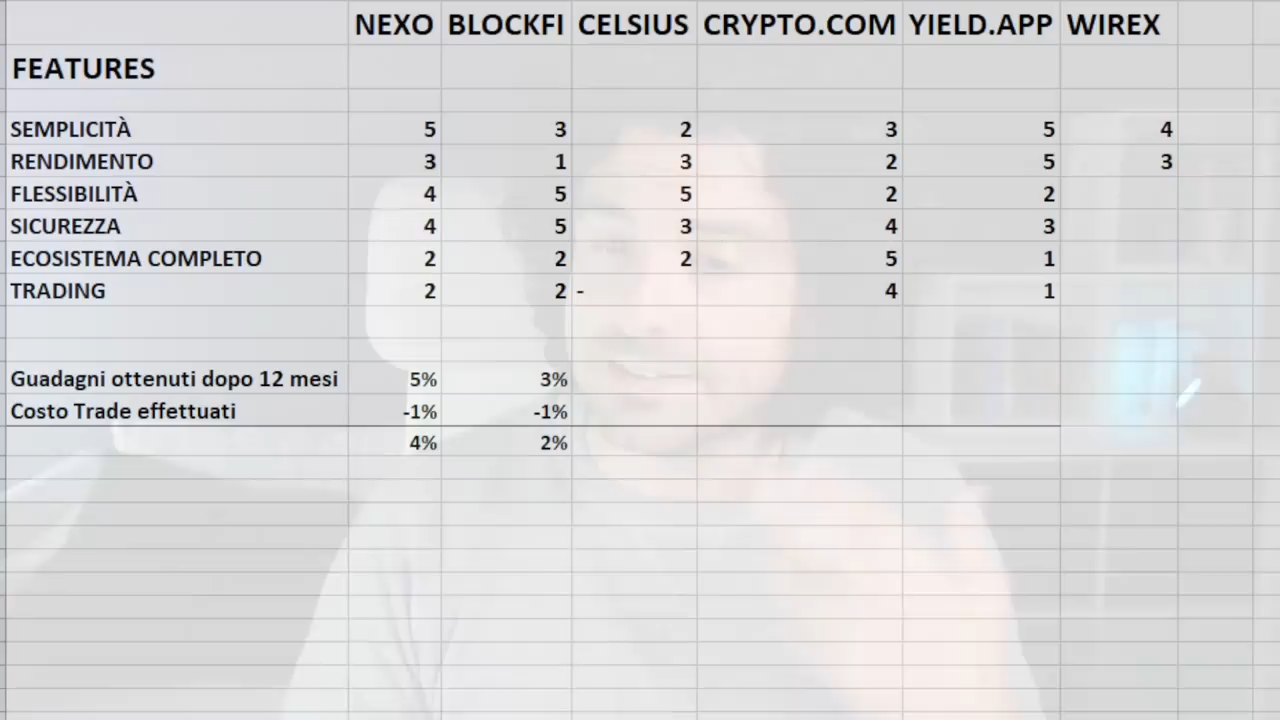 NEXO BLOCKFI CELSIUS CRYPTO.COM YIELD.APP WIREX
FEATURES
SEMPLICITÀ 5 3 2 3 5 4
RENDIMENTO 3 1 3 2 5 3
FLESSIBILITÀ 4 5 5 2 2
SICUREZZA 4 5 3 4 3
ECOSISTEMA COMPLETO 2 2 2 5 1
TRADING 2 2 - 4 1
Guadagni ottenuti dopo 12 mesi 5% 3%
Costo Trade effettuati -1% -1%
4% 2%